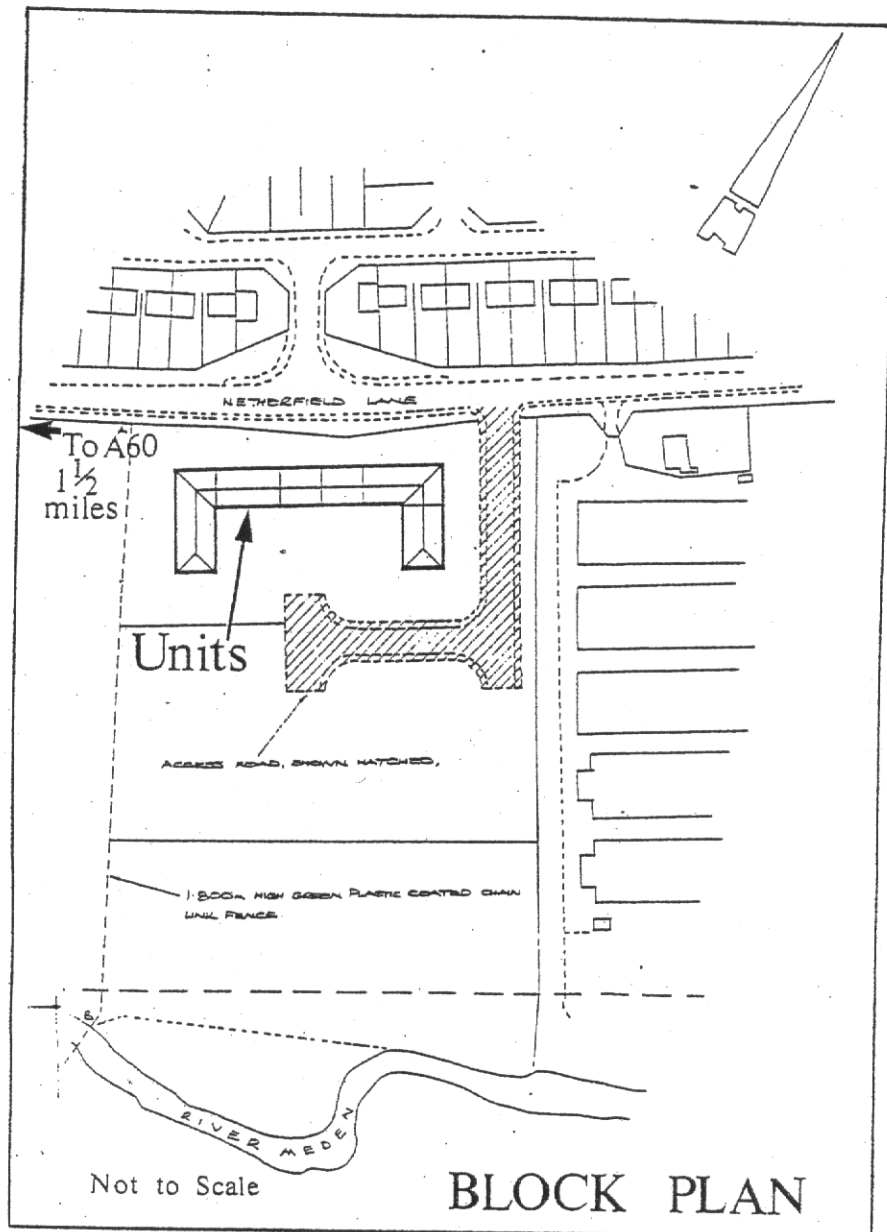 NETHERFIELD LANE
To A60
1½
miles
Units
ACCESS ROAD, SHOWN HATCHED,
1·800m HIGH GREEN PLASTIC COATED CHAIN
LINK FENCE
B
RIVER MEDEN
Not to Scale
BLOCK PLAN